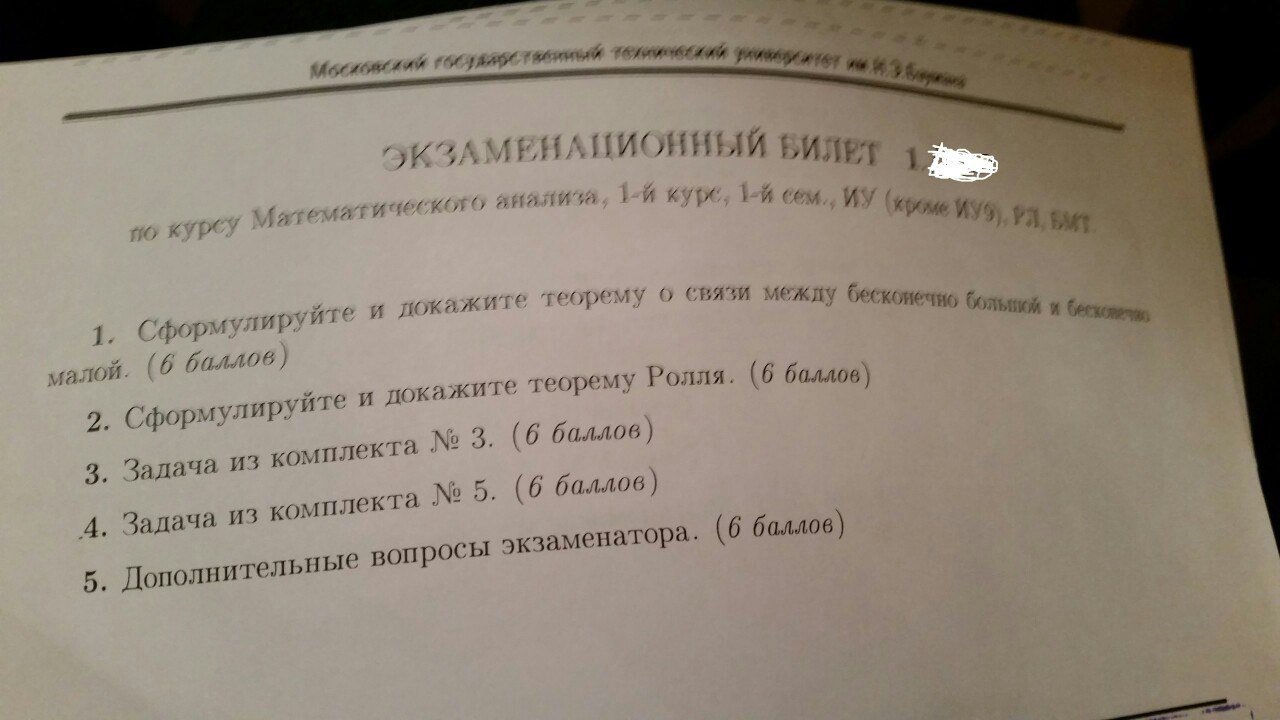 Московский государственный технический университет им.Н.Э.Баумана
ЭКЗАМЕНАЦИОННЫЙ БИЛЕТ 1.
по курсу Математического анализа, 1-й курс, 1-й сем., ИУ (кроме ИУ9), РЛ, БМТ.
1. Сформулируйте и докажите теорему о связи между бесконечно большой и бесконечно
малой. (6 баллов)
2. Сформулируйте и докажите теорему Ролля. (6 баллов)
3. Задача из комплекта № 3. (6 баллов)
4. Задача из комплекта № 5. (6 баллов)
5. Дополнительные вопросы экзаменатора. (6 баллов)